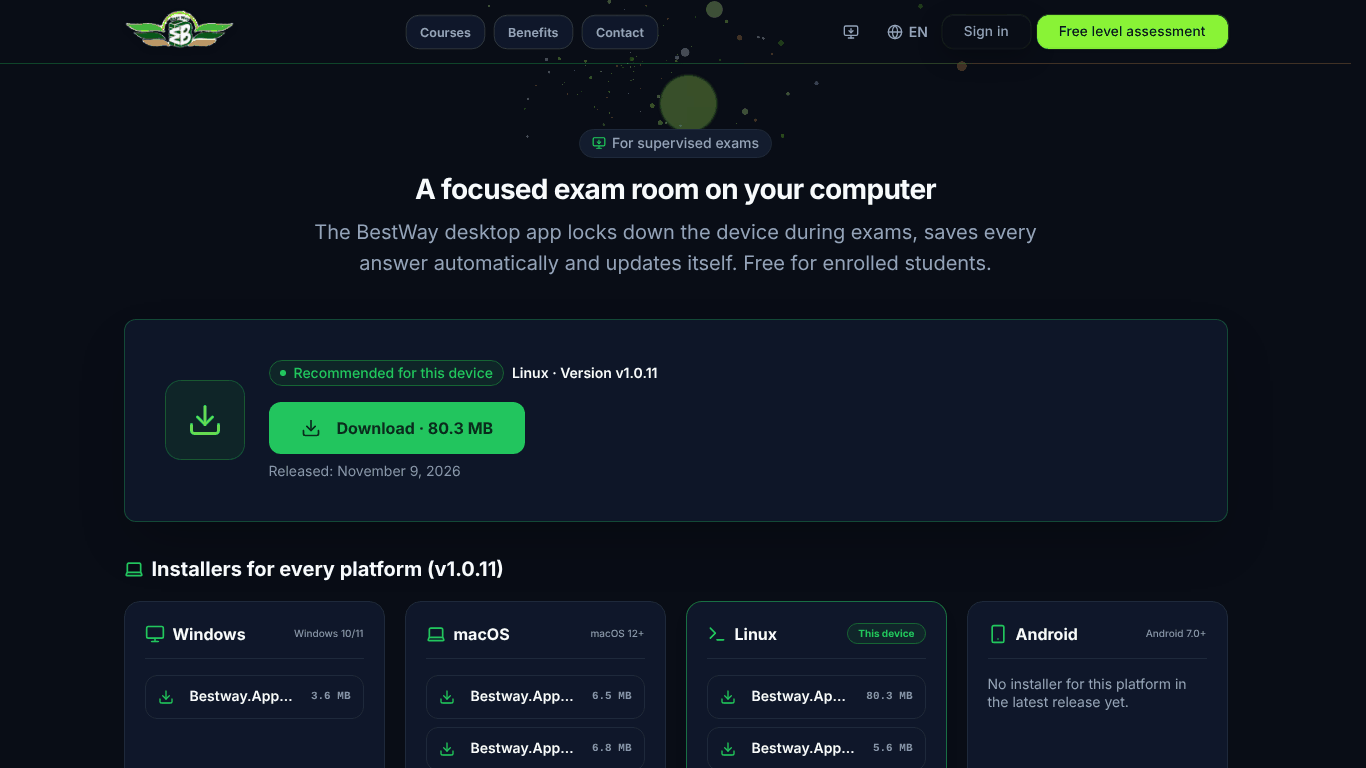 Courses
Benefits
Contact
EN
Sign in
Free level assessment
For supervised exams
A focused exam room on your computer
The BestWay desktop app locks down the device during exams, saves every
answer automatically and updates itself. Free for enrolled students.
Recommended for this device
Linux · Version v1.0.11
Download · 80.3 MB
Released: November 9, 2026
Installers for every platform (v1.0.11)
Windows
Windows 10/11
Bestway.App...
3.6 MB
macOS
macOS 12+
Bestway.App...
6.5 MB
Bestway.App...
6.8 MB
Linux
This device
Bestway.Ap...
80.3 MB
Bestway.App...
5.6 MB
Android
Android 7.0+
No installer for this platform in
the latest release yet.